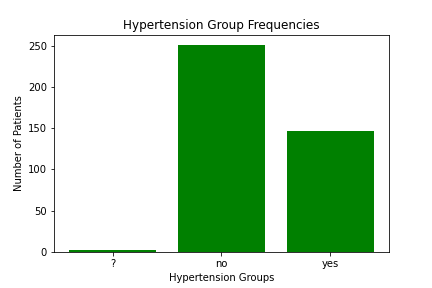 Hypertension Group Frequencies
Number of Patients
250
200
150
100
50
0
? no yes
Hypertension Groups